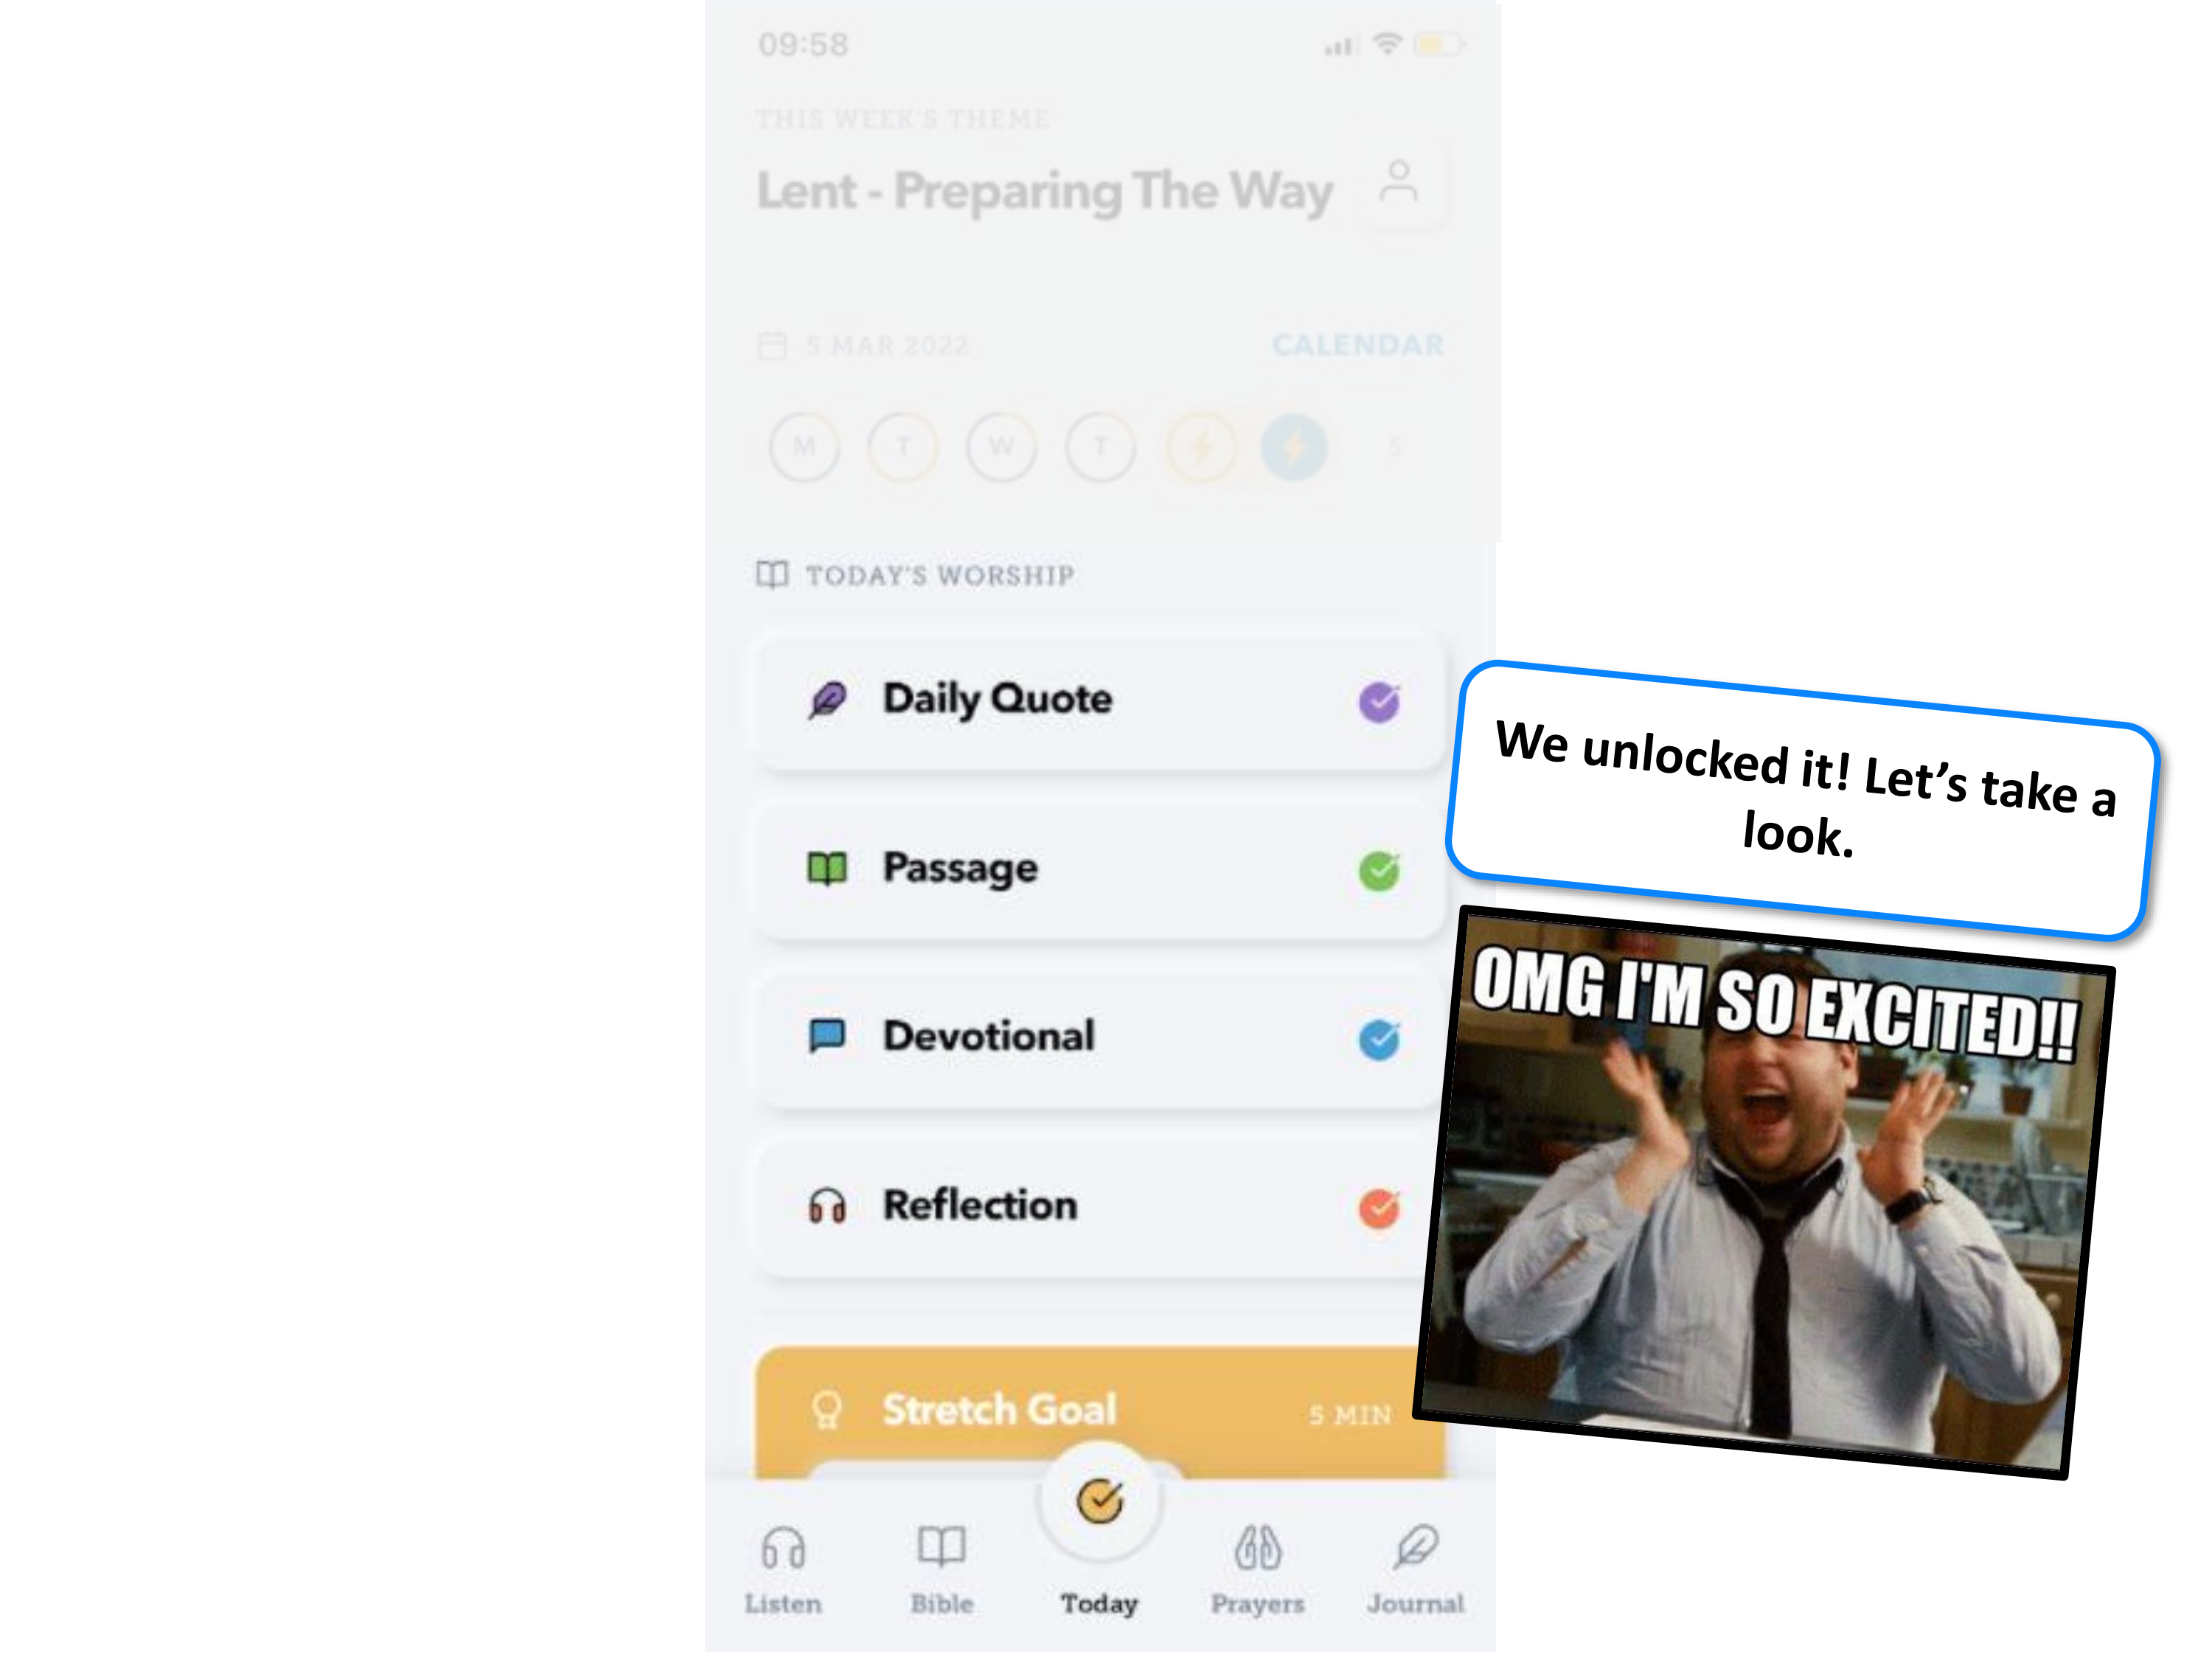 09:58
THIS WEEK'S THEME
Lent - Preparing The Way
5 MAR 2022
CALENDAR
M T W T S
TODAY'S WORSHIP
Daily Quote
Passage
Devotional
Reflection
Stretch Goal
5 MIN
Listen
Bible
Today
Prayers
Journal
We unlocked it! Let’s take a
look.
OMG I'M SO EXCITED!!